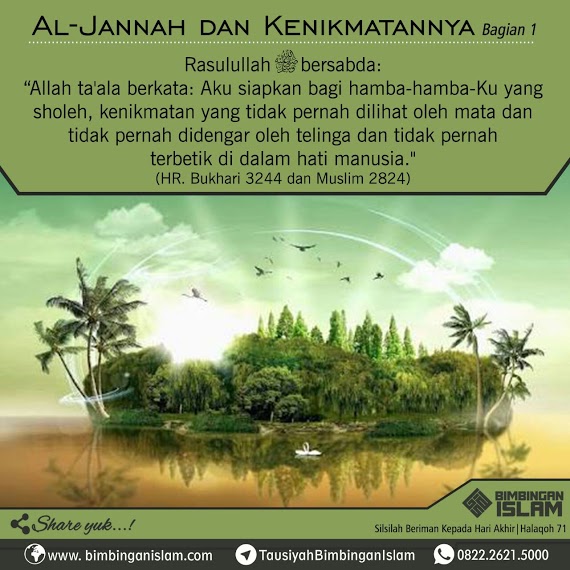 AL-JANNAH DAN KENIKMATANNYA Bagian 1
Rasulullah ﷺ bersabda:
“Allah ta'ala berkata: Aku siapkan bagi hamba-hamba-Ku yang
sholeh, kenikmatan yang tidak pernah dilihat oleh mata dan
tidak pernah didengar oleh telinga dan tidak pernah
terbetik di dalam hati manusia."
(HR. Bukhari 3244 dan Muslim 2824)
BIMBINGAN
ISLAM
Share yuk...!
Silsilah Beriman Kepada Hari Akhir|Halaqoh 71
www. bimbinganislam.com TausiyahBimbinganIslam 0822.2621.5000